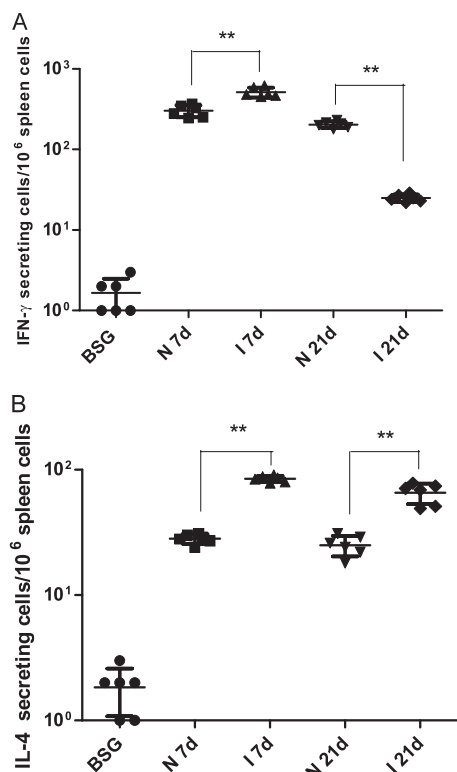 A
IFN-γ secreting cells/10⁶ spleen cells
**
**
10³
10²
10¹
10⁰
BSG
N 7d
I 7d
N 21d
I 21d
B
IL-4 secreting cells/10⁶ spleen cells
**
**
10²
10¹
10⁰
BSG
N 7d
I 7d
N 21d
I 21d